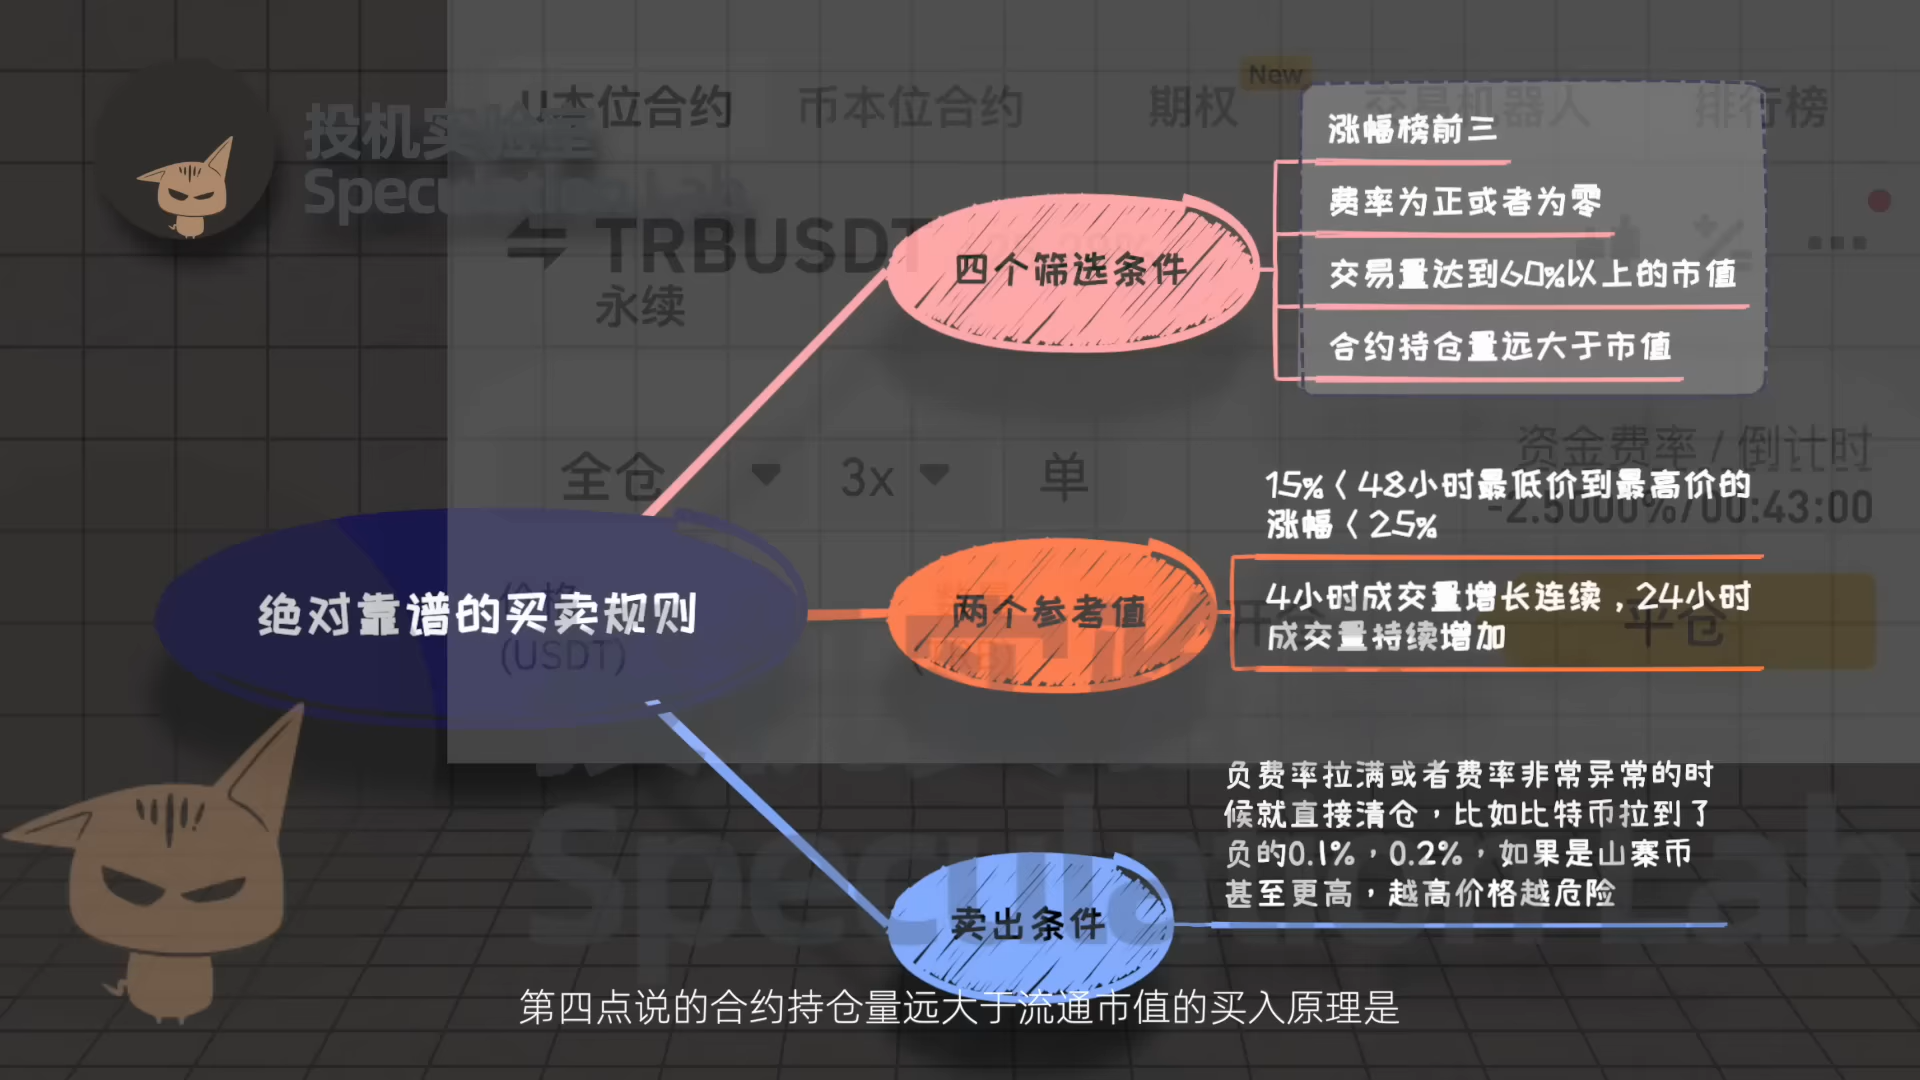 投机实验室
Speculation Lab
U本位合约
币本位合约
期权
New
交易机器人
排行榜
TRBUSDT
永续
全仓
3x
单
资金费率 / 倒计时
-2.5000%/00:43:00
(USDT)
开仓
平仓
绝对靠谱的买卖规则
四个筛选条件
涨幅榜前三
费率为正或者为零
交易量达到60%以上的市值
合约持仓量远大于市值
两个参考值
15%〈48小时最低价到最高价的
涨幅〈25%
4小时成交量增长连续,24小时
成交量持续增加
卖出条件
负费率拉满或者费率非常异常的时
候就直接清仓，比如比特币拉到了
负的0.1%，0.2%，如果是山寨币
甚至更高，越高价格越危险
Speculation Lab
第四点说的合约持仓量远大于流通市值的买入原理是